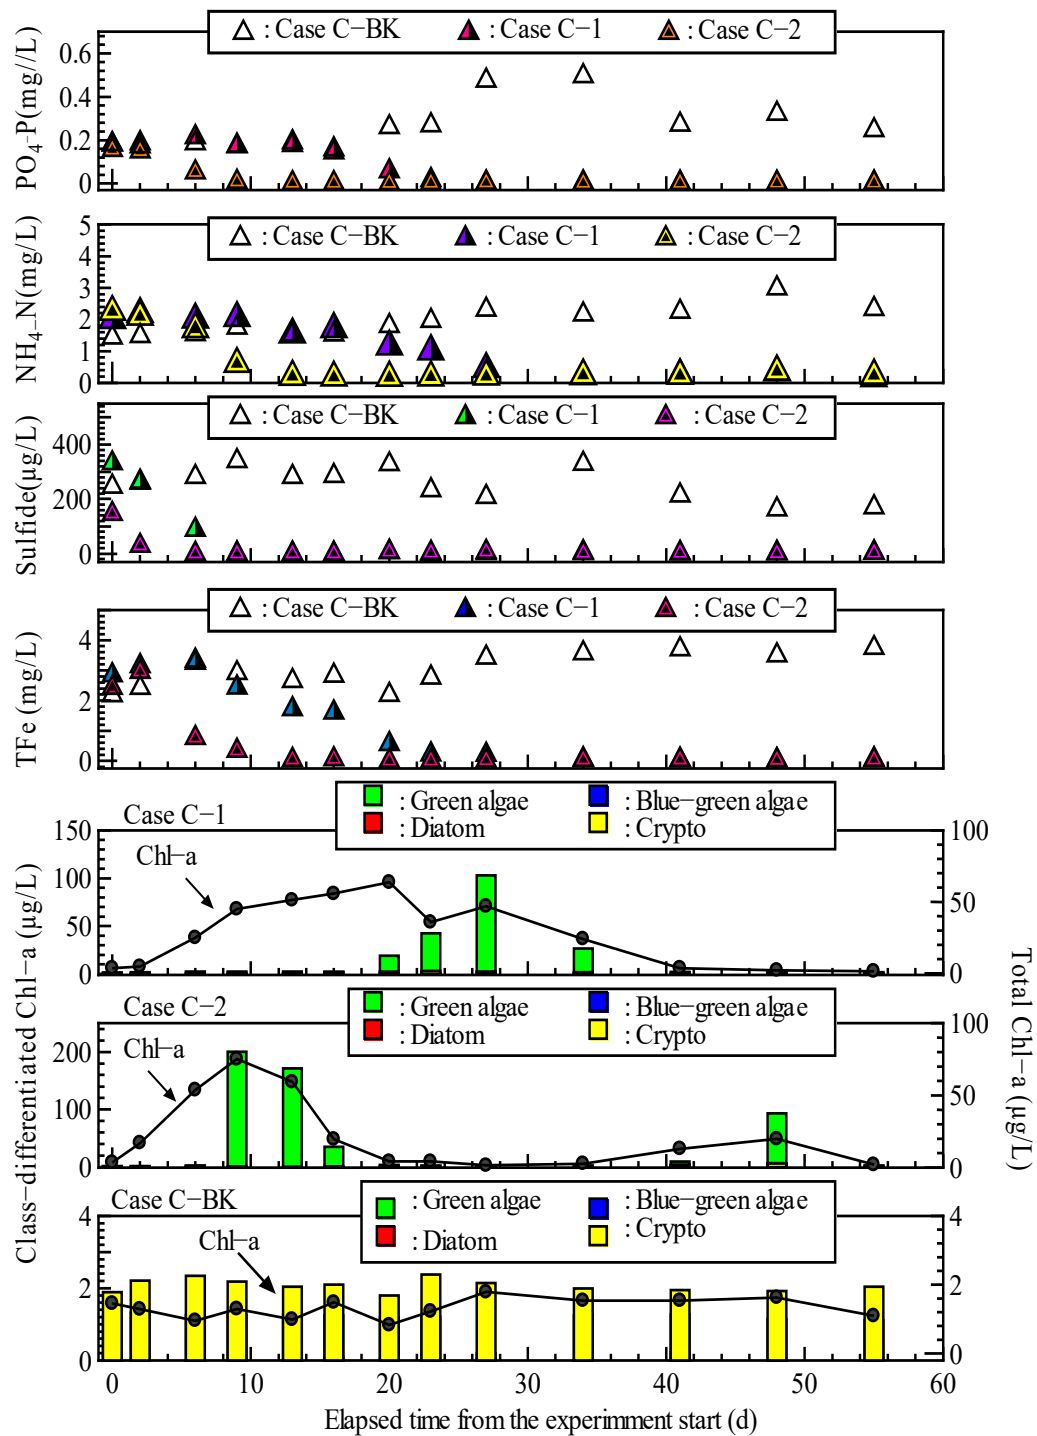 : Case C−BK : Case C−1 : Case C−2
PO4-P(mg//L)
0.6
0.4
0.2
0
: Case C−BK : Case C−1 : Case C−2
NH4-N(mg/L)
5
4
3
2
1
0
: Case C−BK : Case C−1 : Case C−2
Sulfide(μg/L)
400
200
0
: Case C−BK : Case C−1 : Case C−2
TFe (mg/L)
4
2
0
Class−differentiated Chl−a (μg/L)
Total Chl−a (μg/L)
Case C−1
: Green algae : Blue−green algae
: Diatom : Crypto
Chl−a
150
100
50
0
100
50
0
Case C−2
: Green algae : Blue−green algae
: Diatom : Crypto
Chl−a
200
100
0
100
50
0
Case C−BK
: Green algae : Blue−green algae
: Diatom : Crypto
Chl−a
4
2
0
4
2
0
0 10 20 30 40 50 60
Elapsed time from the experimment start (d)